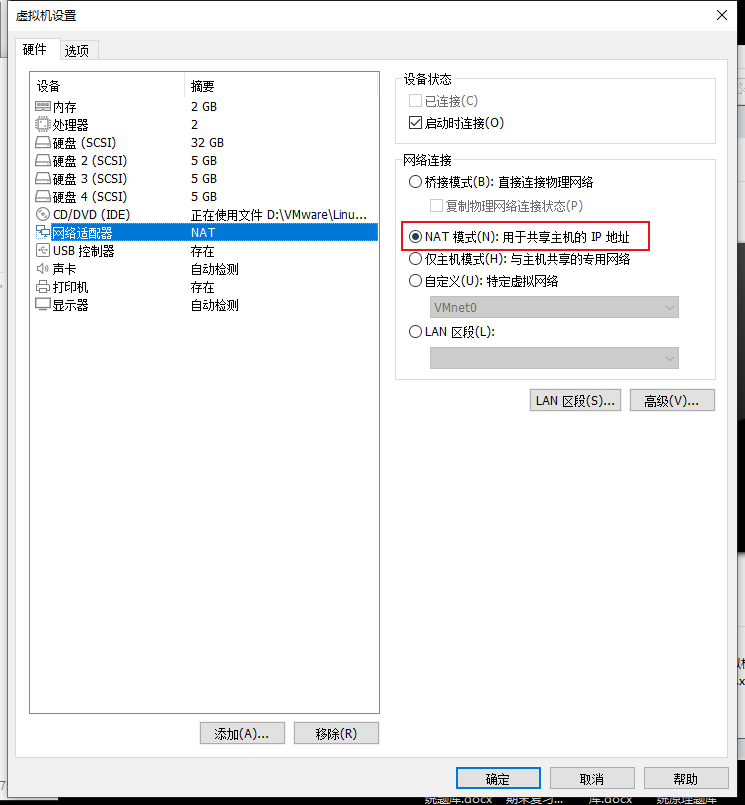 虚拟机设置
硬件 选项
设备 摘要
内存 2 GB
处理器 2
硬盘 (SCSI) 32 GB
硬盘 2 (SCSI) 5 GB
硬盘 3 (SCSI) 5 GB
硬盘 4 (SCSI) 5 GB
CD/DVD (IDE) 正在使用文件 D:\VMware\Linu...
网络适配器 NAT
USB 控制器 存在
声卡 自动检测
打印机 存在
显示器 自动检测
添加(A)... 移除(R)
设备状态
已连接(C)
启动时连接(O)
网络连接
桥接模式(B): 直接连接物理网络
复制物理网络连接状态(P)
NAT 模式(N): 用于共享主机的 IP 地址
仅主机模式(H): 与主机共享的专用网络
自定义(U): 特定虚拟网络
VMnet0
LAN 区段(L):
LAN 区段(S)... 高级(V)...
确定 取消 帮助